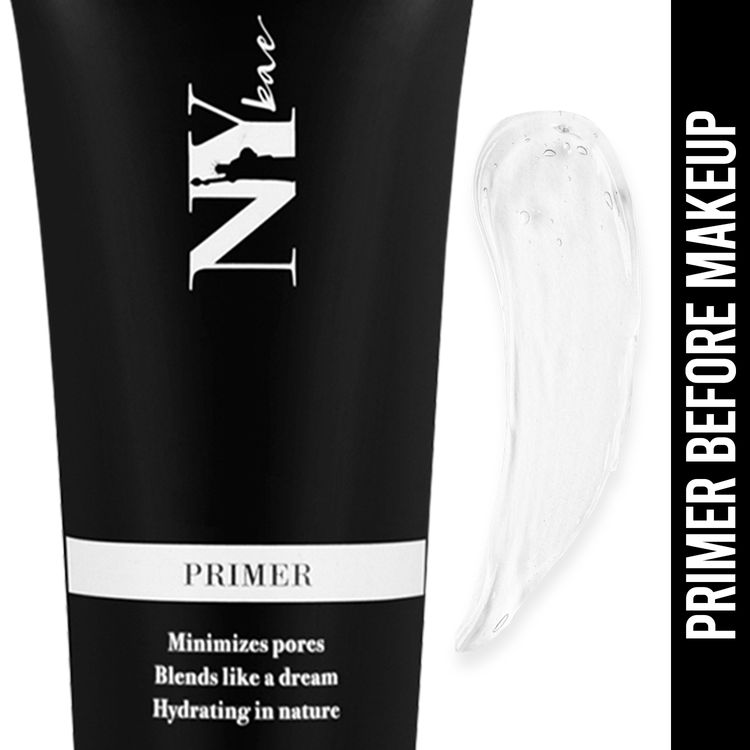 NY bae
PRIMER
Minimizes pores
Blends like a dream
Hydrating in nature
PRIMER BEFORE MAKEUP